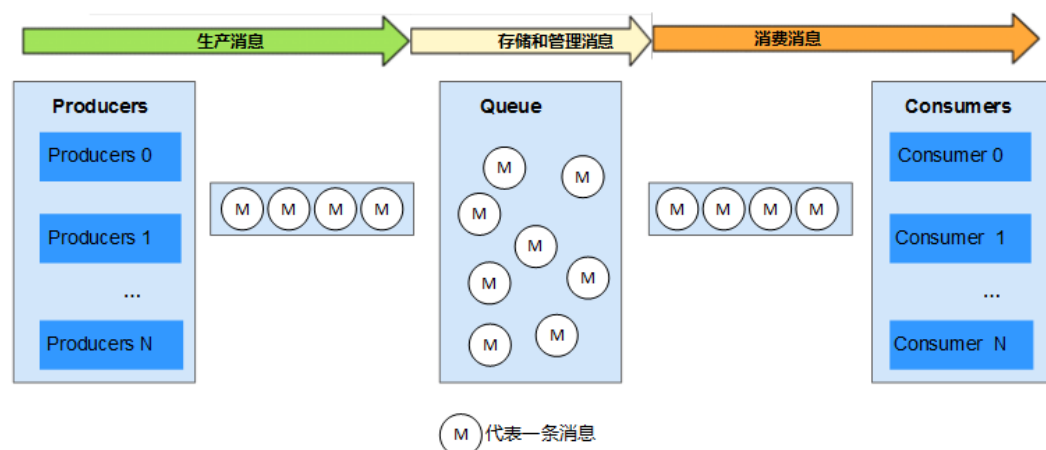 生产消息
存储和管理消息
消费消息
Producers
Producers 0
Producers 1
...
Producers N
M M M M
Queue
M
M
M
M
M
M
M
M
M M M M
Consumers
Consumer 0
Consumer 1
...
Consumer N
M 代表一条消息